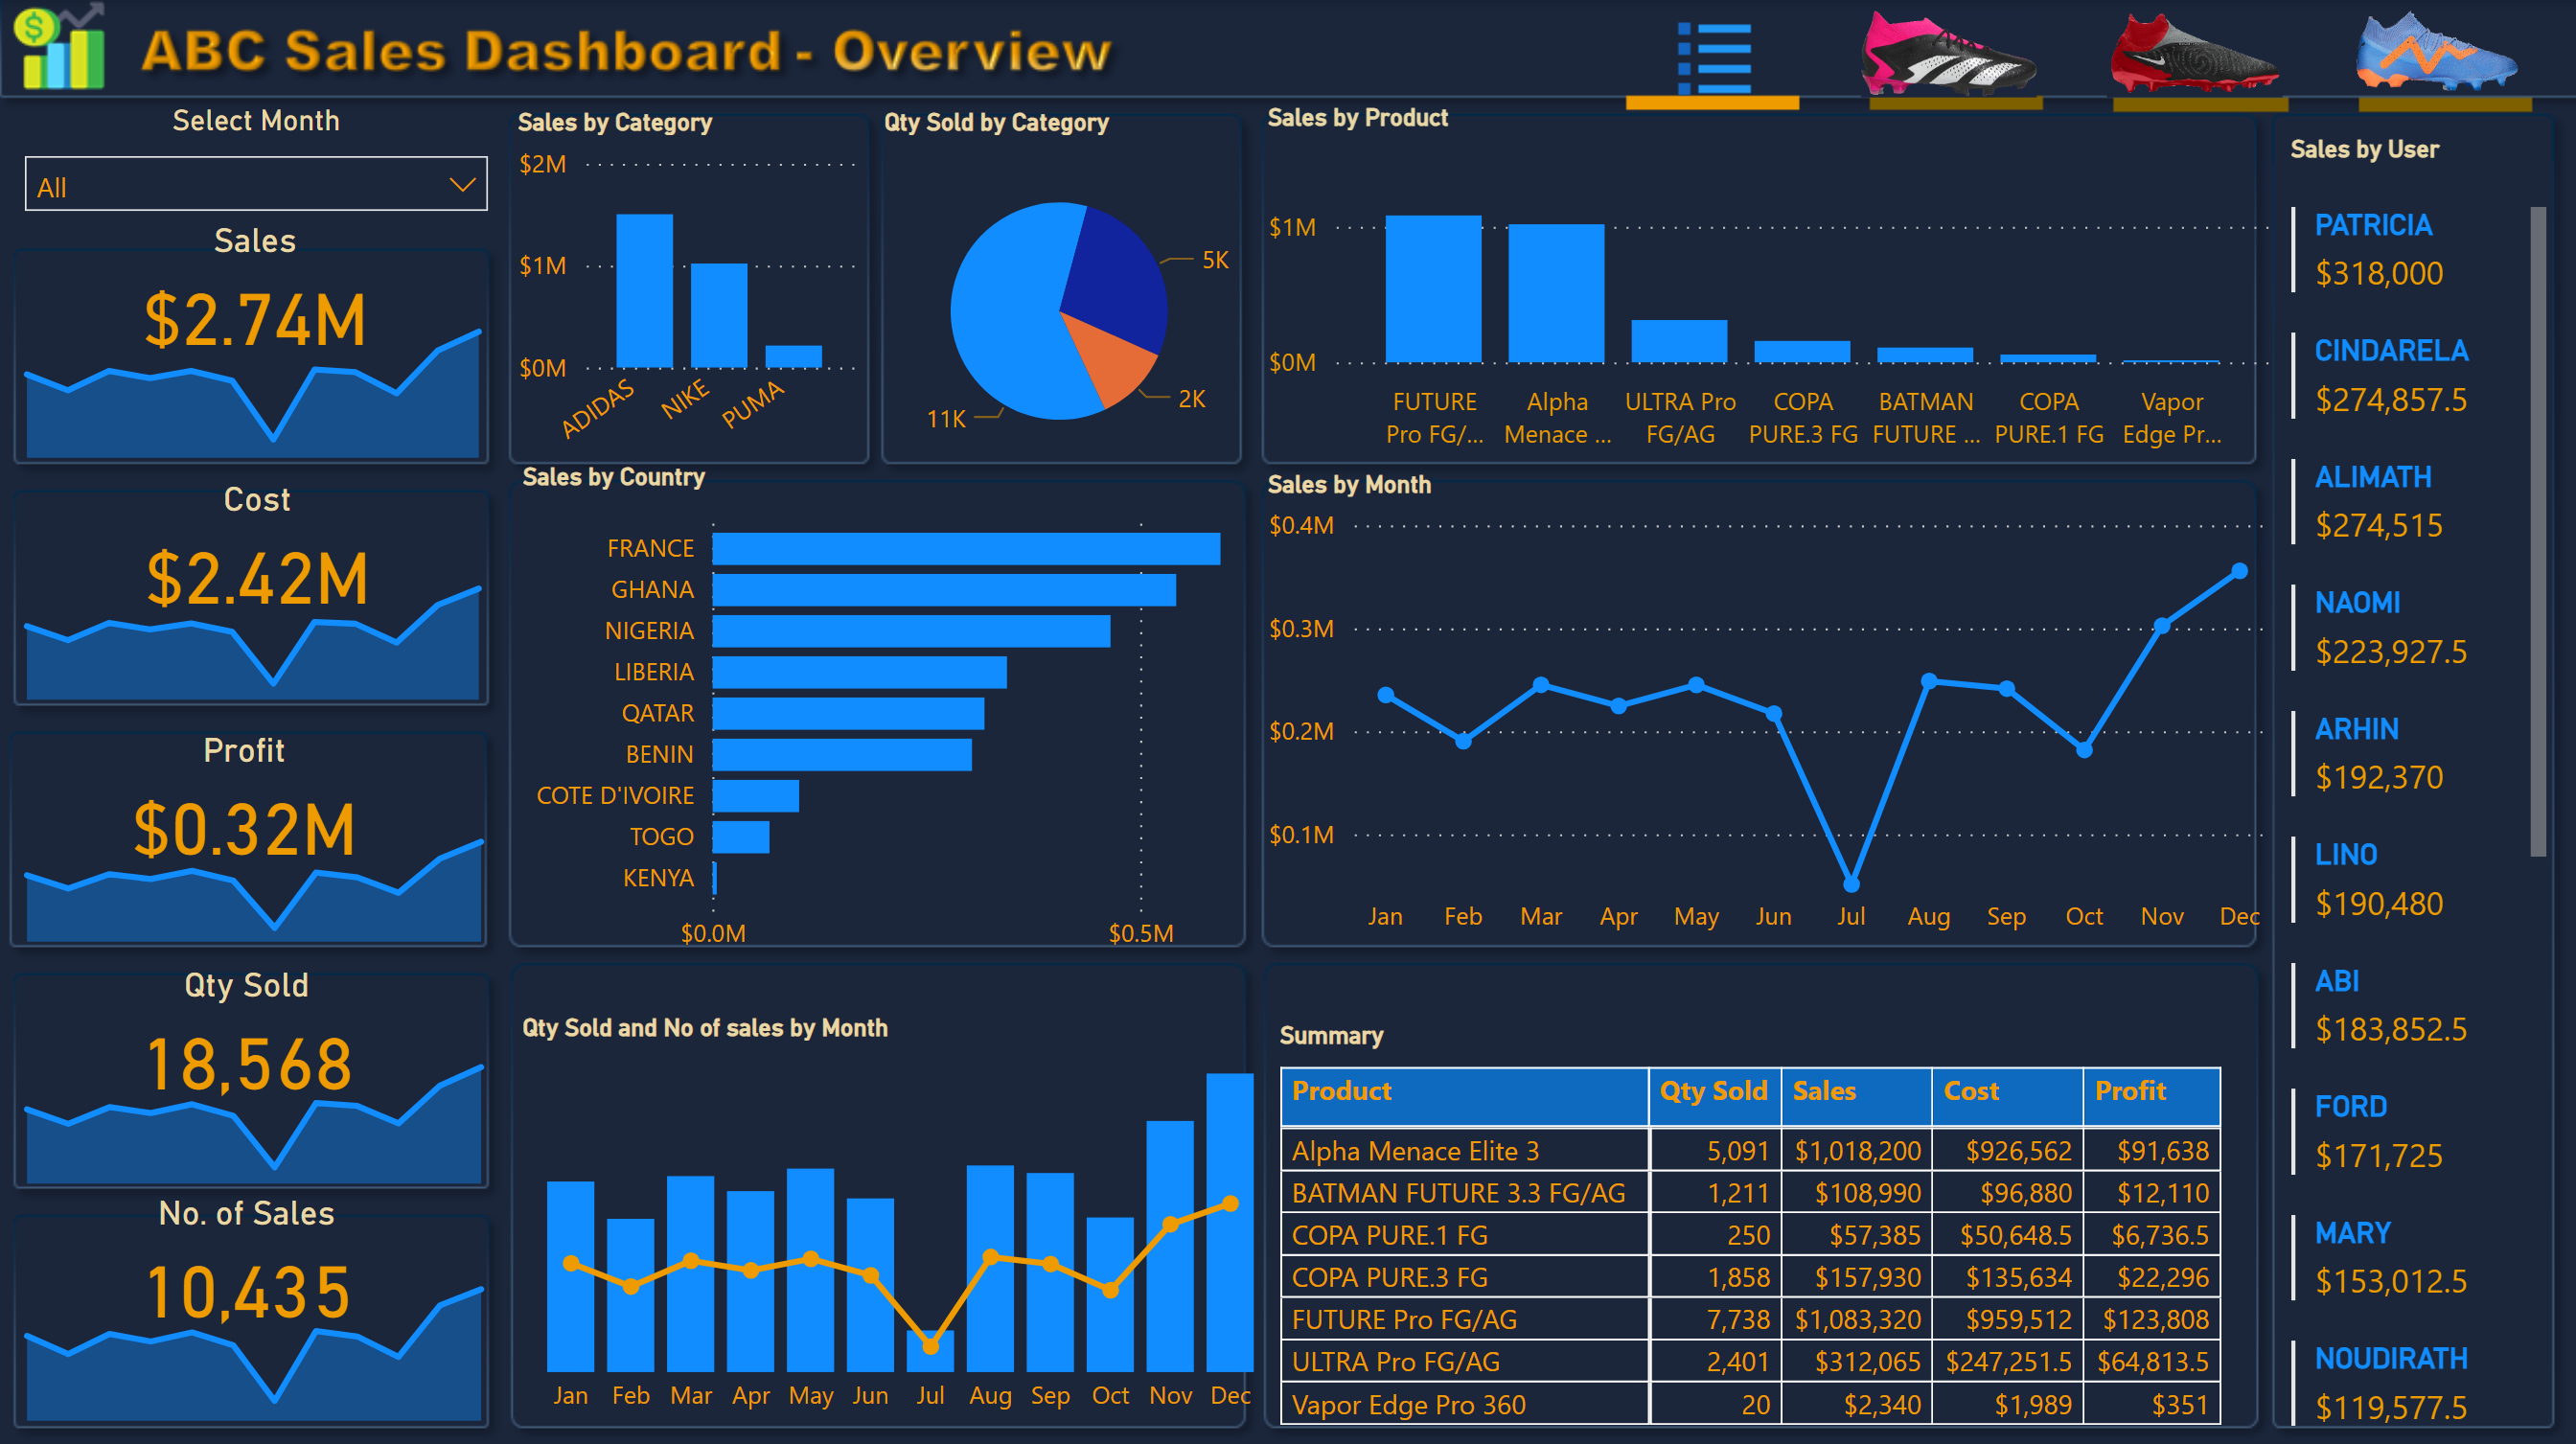 ABC Sales Dashboard - Overview
Select Month
All
Sales
$2.74M
Cost
$2.42M
Profit
$0.32M
Qty Sold
18,568
No. of Sales
10,435
Sales by Category
$2M
$1M
$0M
ADIDAS NIKE PUMA
Qty Sold by Category
5K
2K
11K
Sales by Product
$1M
$0M
FUTURE Alpha ULTRA Pro COPA BATMAN COPA Vapor
Pro FG/... Menace ... FG/AG PURE.3 FG FUTURE ... PURE.1 FG Edge Pr...
Sales by Country
FRANCE
GHANA
NIGERIA
LIBERIA
QATAR
BENIN
COTE D'IVOIRE
TOGO
KENYA
$0.0M $0.5M
Sales by Month
$0.4M
$0.3M
$0.2M
$0.1M
Jan Feb Mar Apr May Jun Jul Aug Sep Oct Nov Dec
Qty Sold and No of sales by Month
Jan Feb Mar Apr May Jun Jul Aug Sep Oct Nov Dec
Summary
Product Qty Sold Sales Cost Profit
Alpha Menace Elite 3 5,091 $1,018,200 $926,562 $91,638
BATMAN FUTURE 3.3 FG/AG 1,211 $108,990 $96,880 $12,110
COPA PURE.1 FG 250 $57,385 $50,648.5 $6,736.5
COPA PURE.3 FG 1,858 $157,930 $135,634 $22,296
FUTURE Pro FG/AG 7,738 $1,083,320 $959,512 $123,808
ULTRA Pro FG/AG 2,401 $312,065 $247,251.5 $64,813.5
Vapor Edge Pro 360 20 $2,340 $1,989 $351
Sales by User
PATRICIA
$318,000
CINDARELA
$274,857.5
ALIMATH
$274,515
NAOMI
$223,927.5
ARHIN
$192,370
LINO
$190,480
ABI
$183,852.5
FORD
$171,725
MARY
$153,012.5
NOUDIRATH
$119,577.5